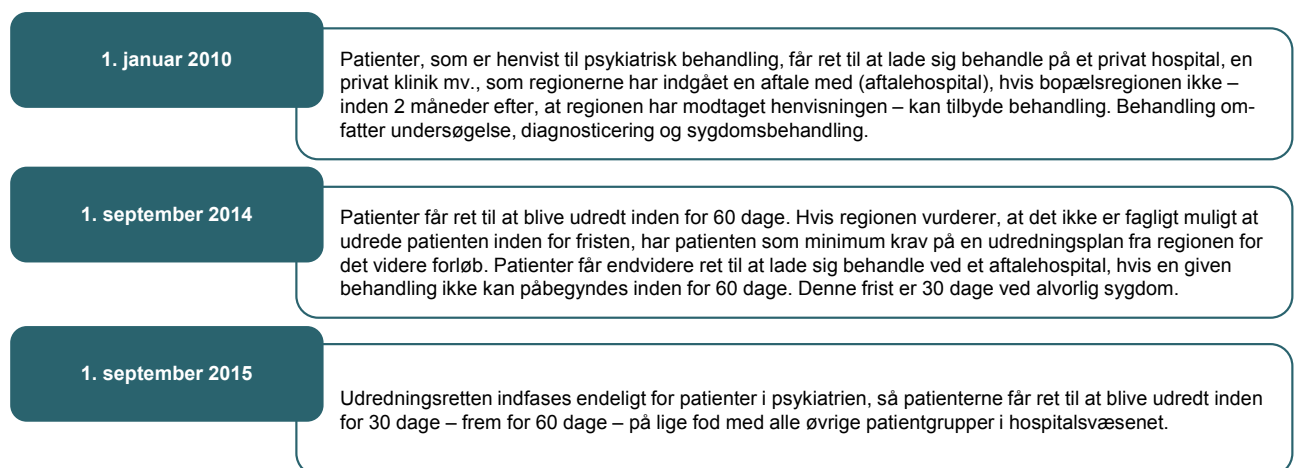 1. januar 2010
Patienter, som er henvist til psykiatrisk behandling, får ret til at lade sig behandle på et privat hospital, en
privat klinik mv., som regionerne har indgået en aftale med (aftalehospital), hvis bopælsregionen ikke –
inden 2 måneder efter, at regionen har modtaget henvisningen – kan tilbyde behandling. Behandling om-
fatter undersøgelse, diagnosticering og sygdomsbehandling.
1. september 2014
Patienter får ret til at blive udredt inden for 60 dage. Hvis regionen vurderer, at det ikke er fagligt muligt at
udrede patienten inden for fristen, har patienten som minimum krav på en udredningsplan fra regionen for
det videre forløb. Patienter får endvidere ret til at lade sig behandle ved et aftalehospital, hvis en given
behandling ikke kan påbegyndes inden for 60 dage. Denne frist er 30 dage ved alvorlig sygdom.
1. september 2015
Udredningsretten indfases endeligt for patienter i psykiatrien, så patienterne får ret til at blive udredt inden
for 30 dage – frem for 60 dage – på lige fod med alle øvrige patientgrupper i hospitalsvæsenet.